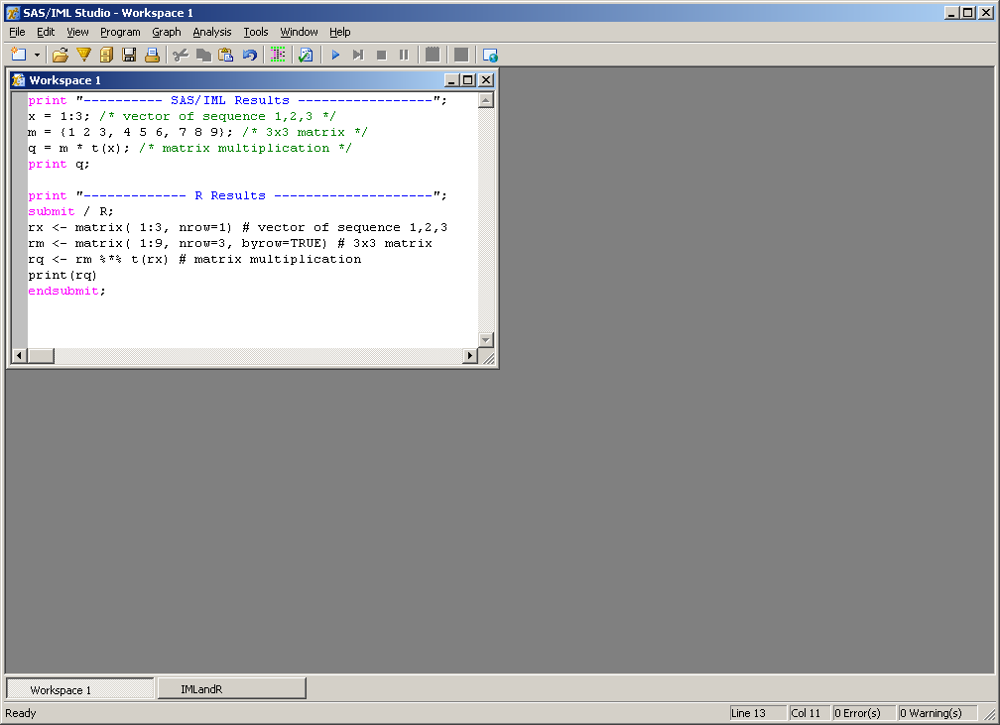 SAS/IML Studio - Workspace 1
File Edit View Program Graph Analysis Tools Window Help
Workspace 1
print "---------- SAS/IML Results -----------------";
x = 1:3; /* vector of sequence 1,2,3 */
m = {1 2 3, 4 5 6, 7 8 9}; /* 3x3 matrix */
q = m * t(x); /* matrix multiplication */
print q;
print "------------- R Results --------------------";
submit / R;
rx <- matrix( 1:3, nrow=1) # vector of sequence 1,2,3
rm <- matrix( 1:9, nrow=3, byrow=TRUE) # 3x3 matrix
rq <- rm %*% t(rx) # matrix multiplication
print(rq)
endsubmit;
Workspace 1 IMLandR
Ready Line 13 Col 11 0 Error(s) 0 Warning(s)